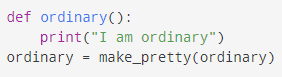 def ordinary():
    print("I am ordinary")
ordinary = make_pretty(ordinary)